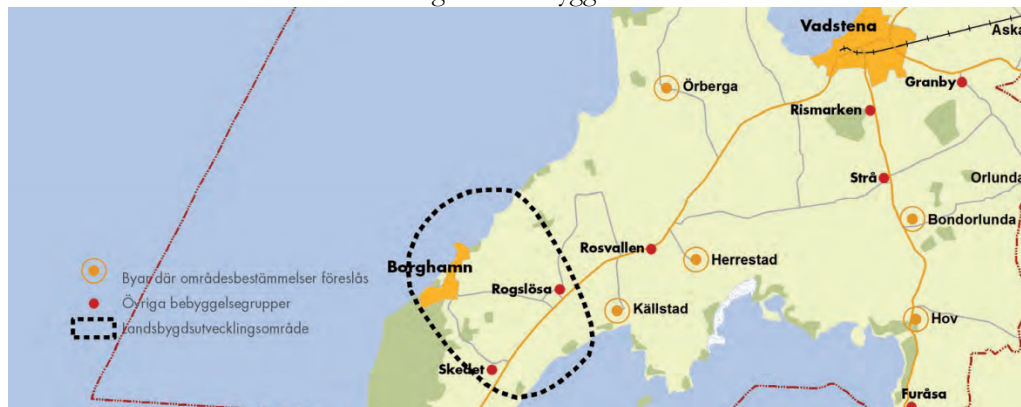 Vadstena
Aska
Örberga
Granby
Rismarken
Strå
Orlunda
Bondorlunda
Rosvallen
Herrestad
Borghamn
Rogslösa
Källstad
Hov
Skedet
Furåsa
Byar där områdesbestämmelser föreslås
Övriga bebyggelsegrupper
Landsbygdsutvecklingsområde